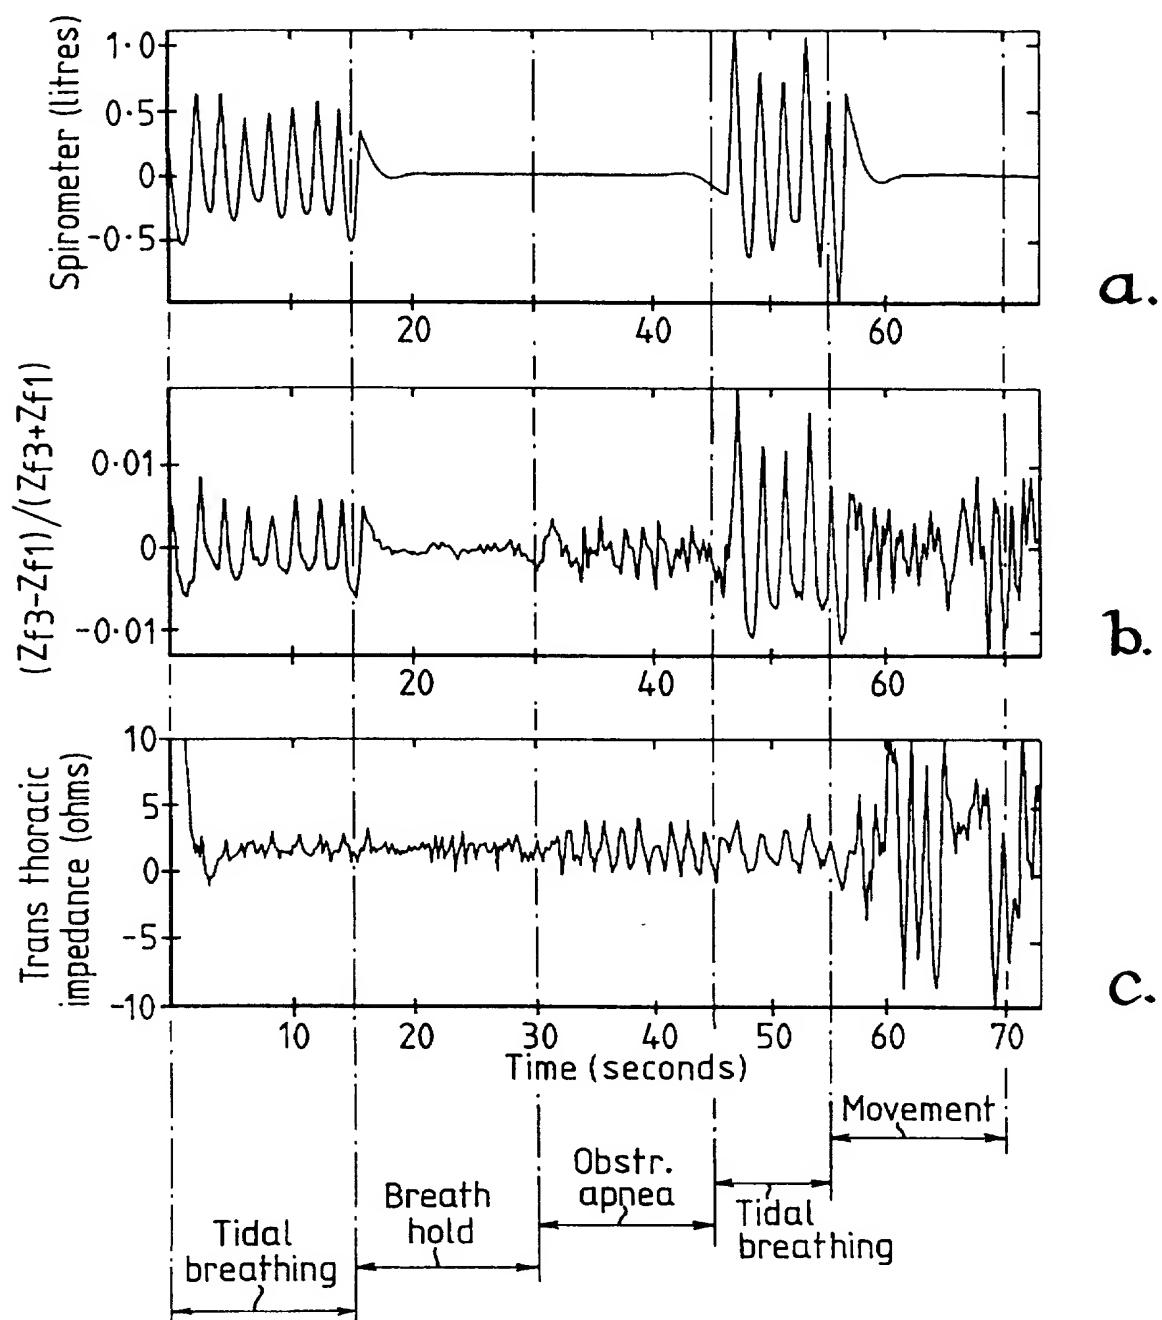 Spirometer (litres)
1·0
0·5
0
-0·5
20
40
60
a.
(Zf3-Zf1)/(Zf3+Zf1)
0·01
0
-0·01
20
40
60
b.
Trans thoracic
impedance (ohms)
10
5
0
-5
-10
10 20 30 40 50 60 70
Time (seconds)
c.
Movement
Obstr.
apnea
Breath
hold
Tidal
breathing
Tidal
breathing